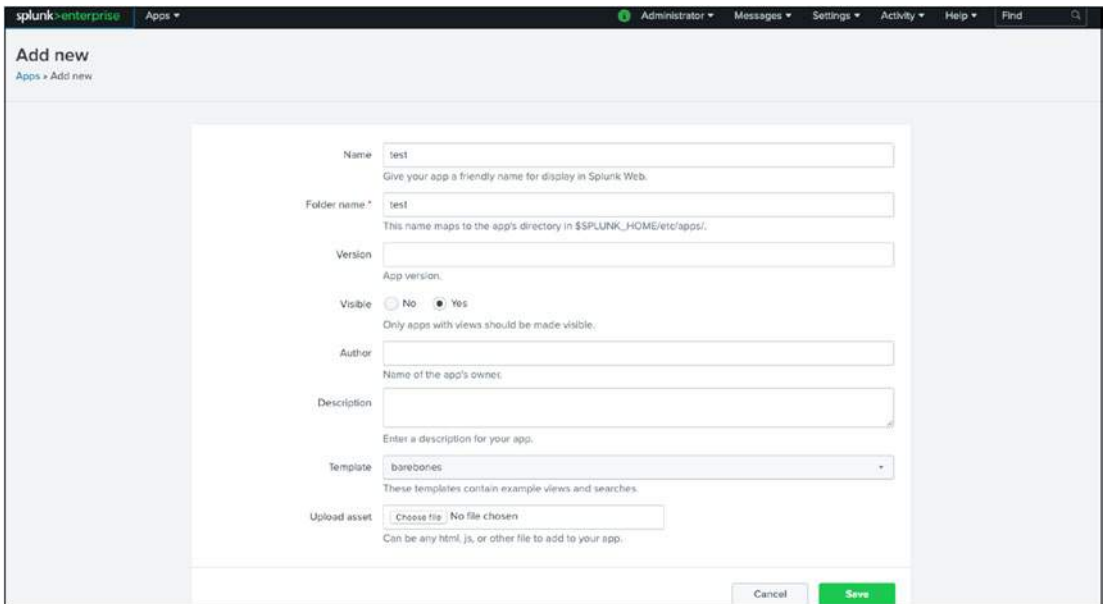 splunk>enterprise Apps Administrator Messages Settings Activity Help Find
Add new
Apps » Add new
Name test
Give your app a friendly name for display in Splunk Web.
Folder name * test
This name maps to the app's directory in $SPLUNK_HOME/etc/apps/.
Version
App version.
Visible No Yes
Only apps with views should be made visible.
Author
Name of the app's owner.
Description
Enter a description for your app.
Template barebones
These templates contain example views and searches.
Upload asset Choose file No file chosen
Can be any html, js, or other file to add to your app.
Cancel Save